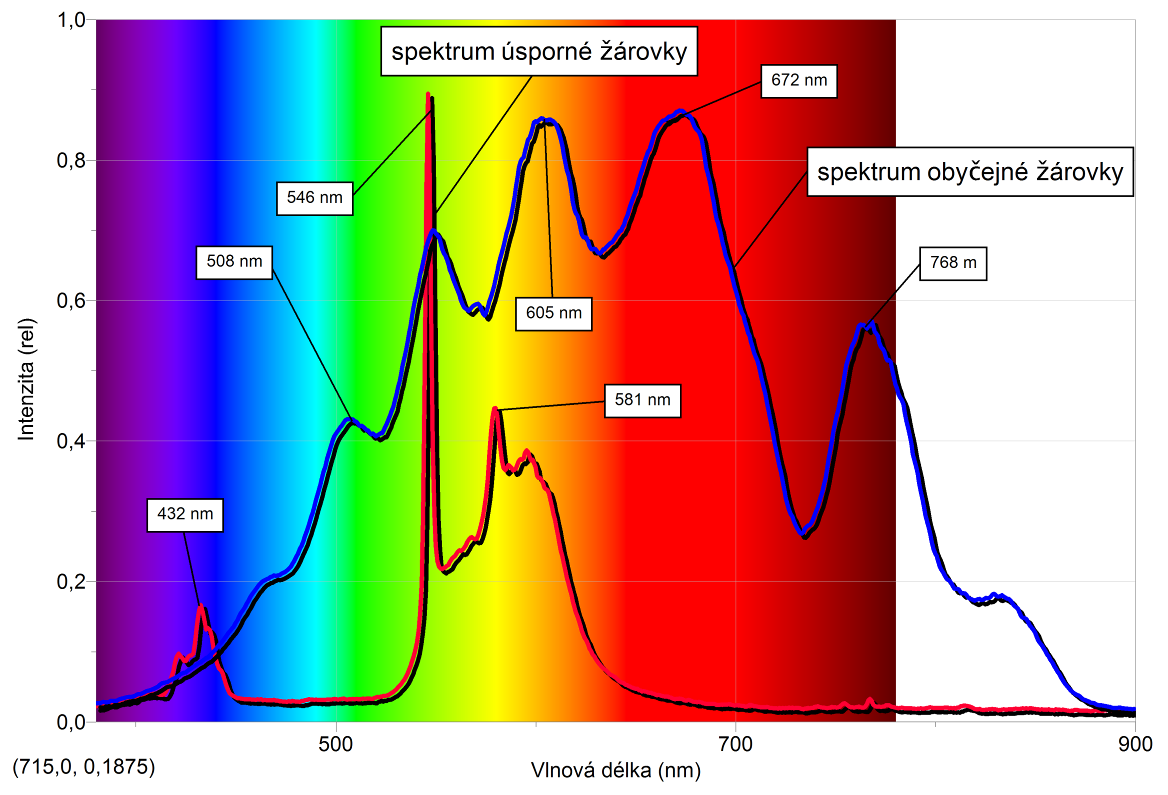 1,0
spektrum úsporné žárovky
672 nm
0,8
spektrum obyčejné žárovky
546 nm
508 nm
768 m
0,6
605 nm
581 nm
Intenzita (rel)
0,4
432 nm
0,2
0,0
500
700
900
(715,0, 0,1875)
Vlnová délka (nm)